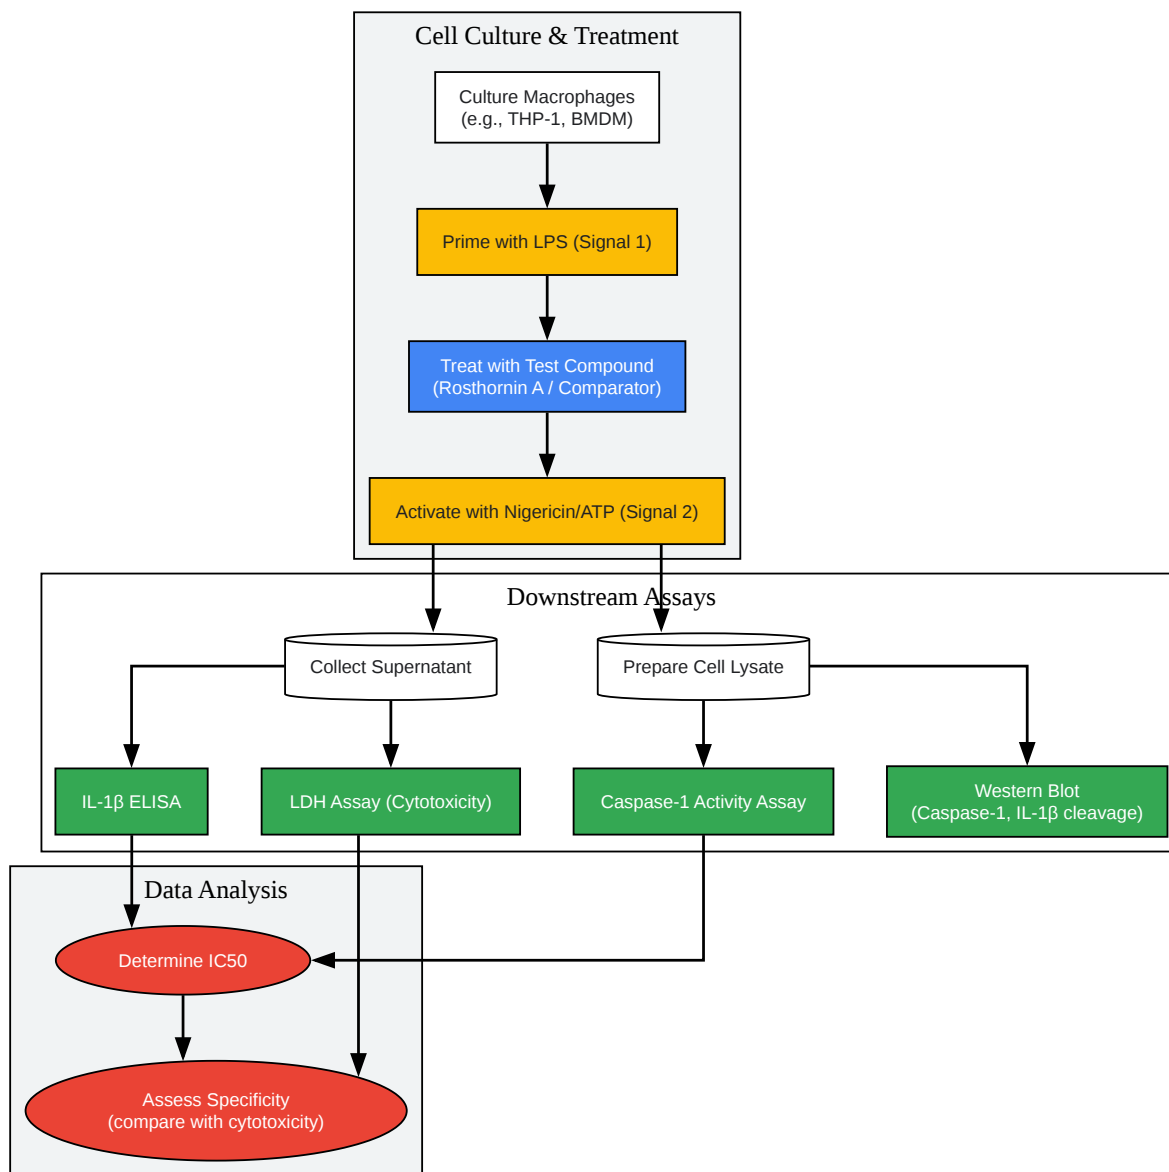 Cell Culture & Treatment
Culture Macrophages
(e.g., THP-1, BMDM)
Prime with LPS (Signal 1)
Treat with Test Compound
(Rosthornin A / Comparator)
Activate with Nigericin/ATP (Signal 2)
Downstream Assays
Collect Supernatant
Prepare Cell Lysate
IL-1β ELISA
LDH Assay (Cytotoxicity)
Caspase-1 Activity Assay
Western Blot
(Caspase-1, IL-1β cleavage)
Data Analysis
Determine IC50
Assess Specificity
(compare with cytotoxicity)